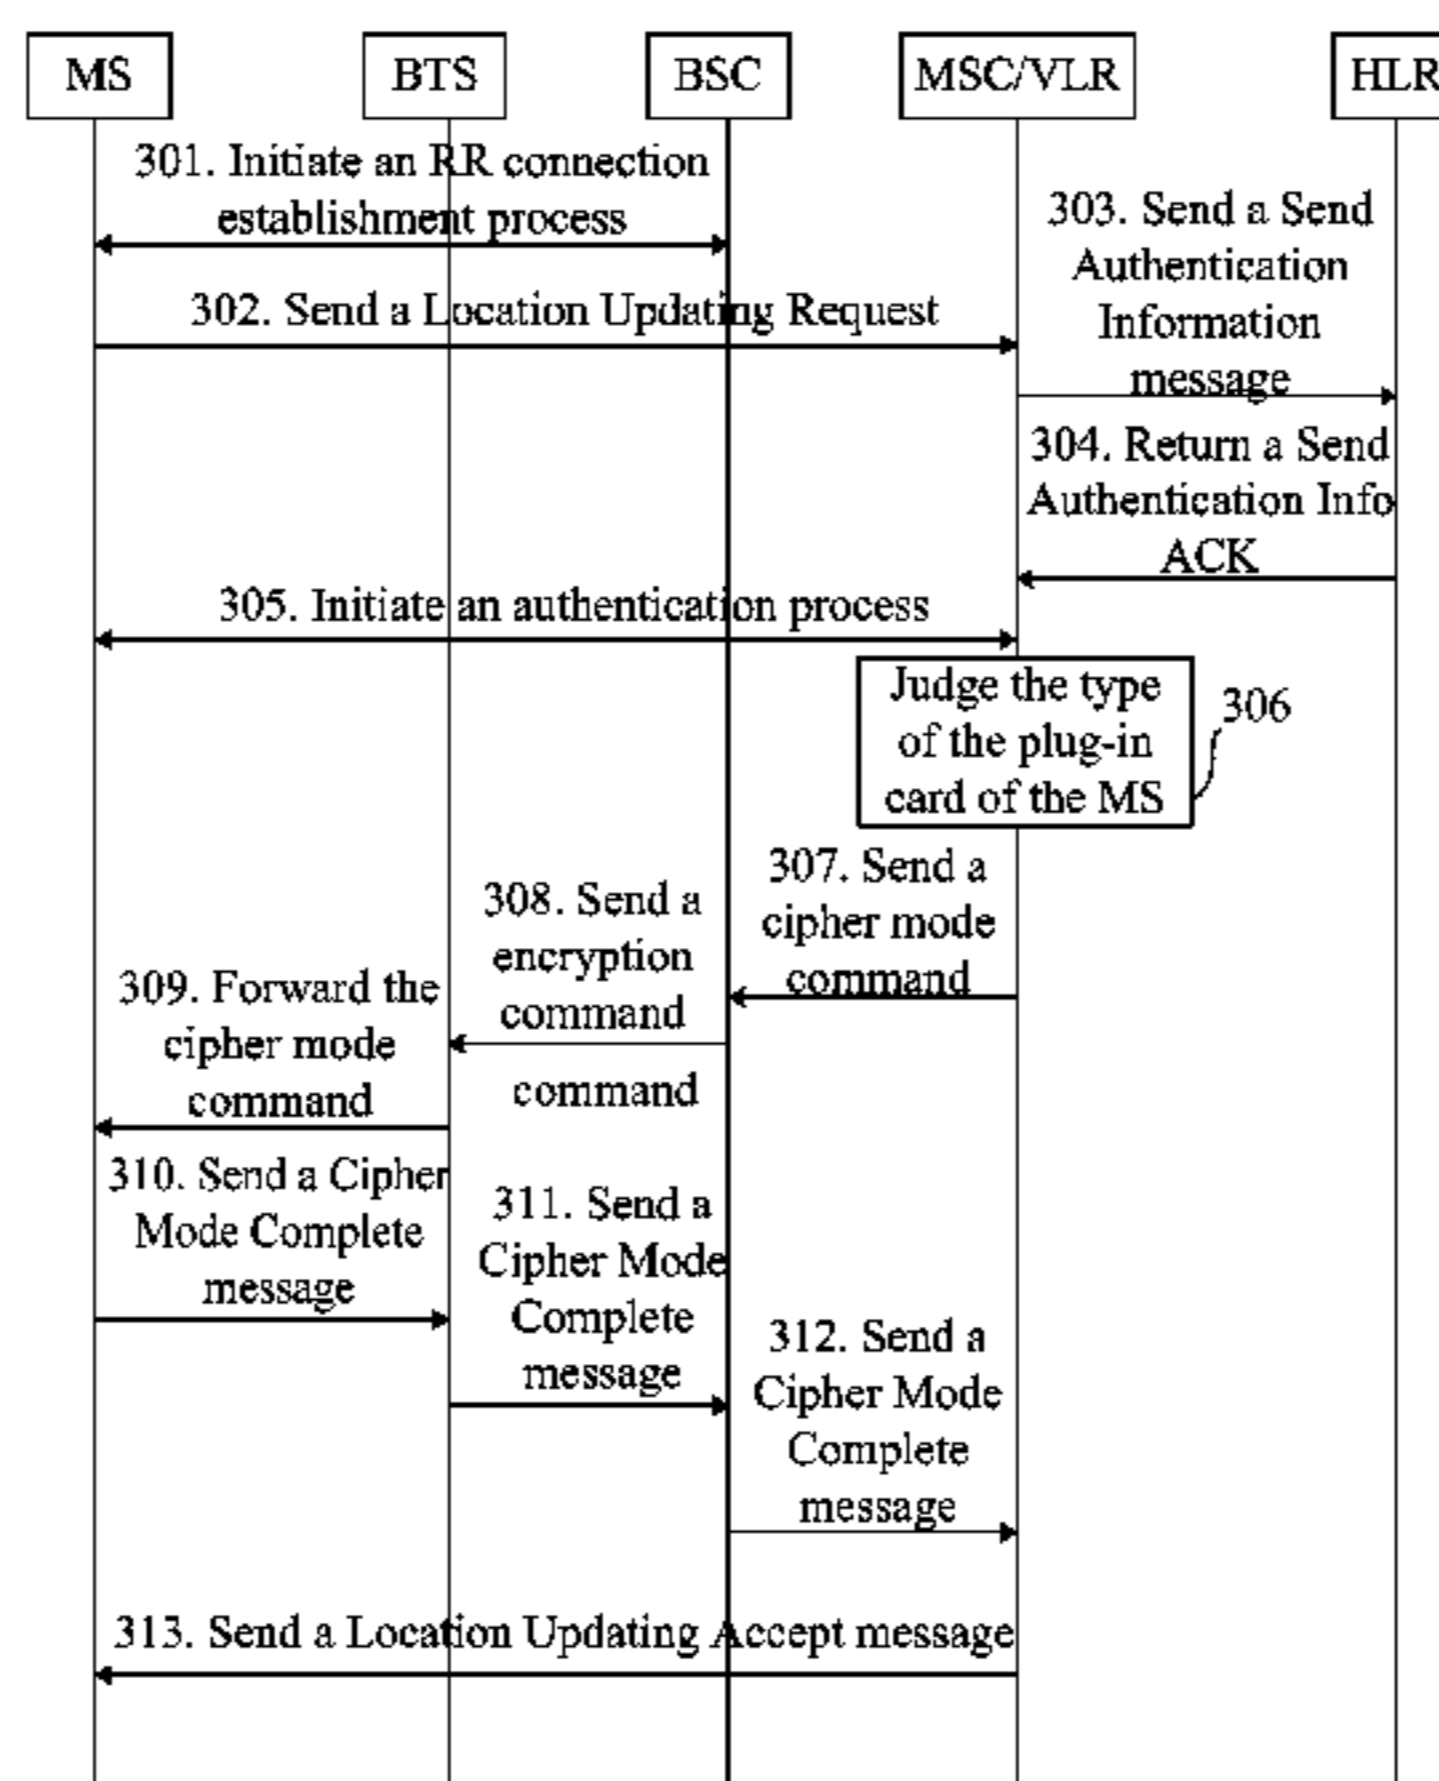 MS
BTS
BSC
MSC/VLR
HLR
301. Initiate an RR connection
establishment process
302. Send a Location Updating Request
303. Send a Send
Authentication
Information
message
304. Return a Send
Authentication Info
ACK
305. Initiate an authentication process
Judge the type
of the plug-in
card of the MS
306
307. Send a
cipher mode
command
308. Send a
encryption
command
command
309. Forward the
cipher mode
command
310. Send a Cipher
Mode Complete
message
311. Send a
Cipher Mode
Complete
message
312. Send a
Cipher Mode
Complete
message
313. Send a Location Updating Accept message